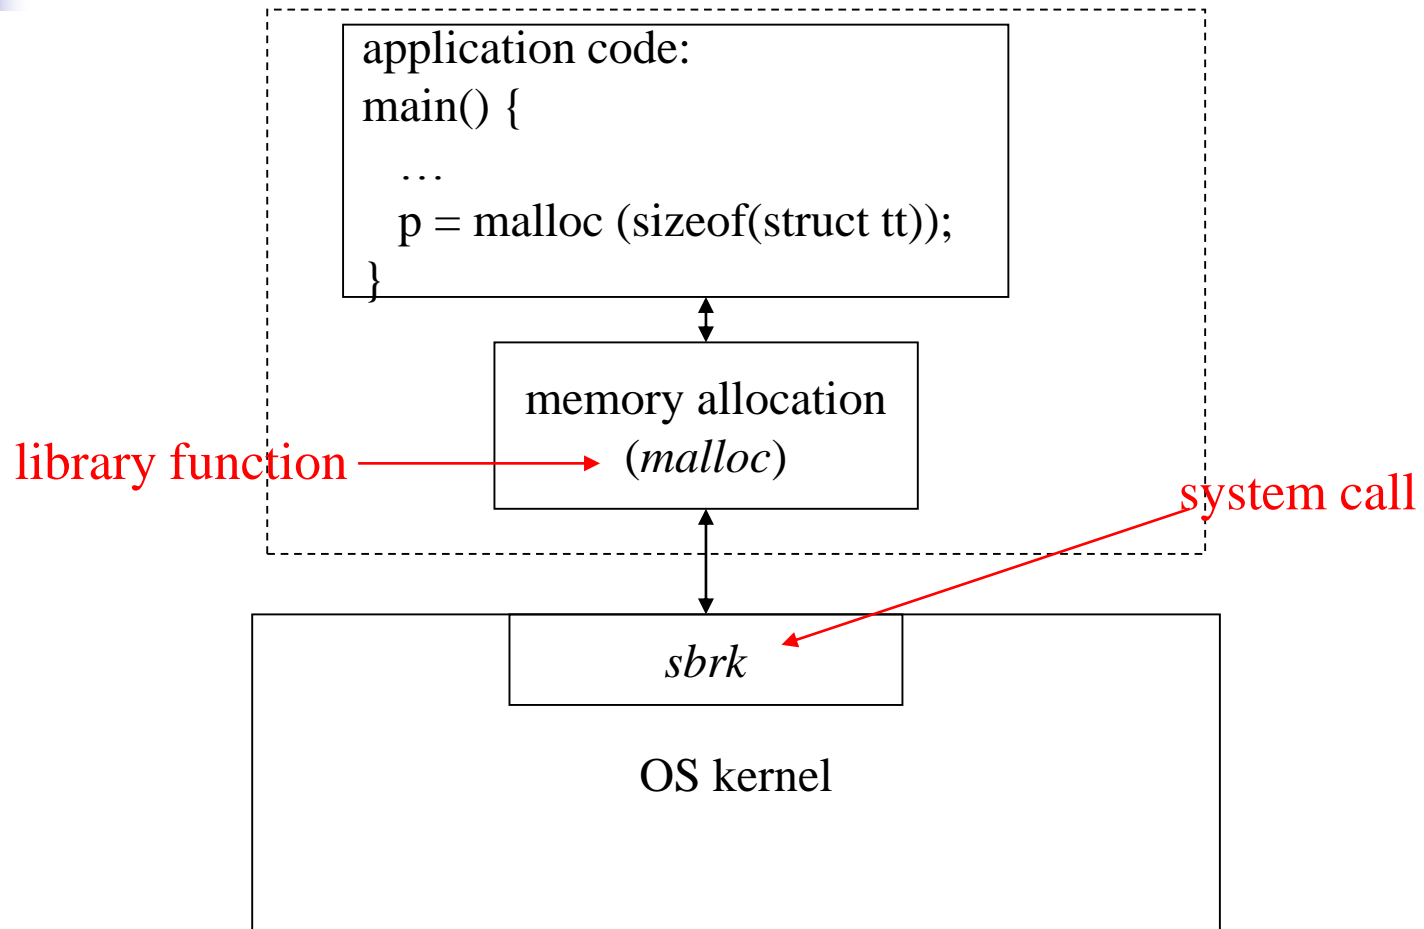 application code:
main() {
…
p = malloc (sizeof(struct tt));
}
memory allocation
(malloc)
library function
system call
sbrk
OS kernel